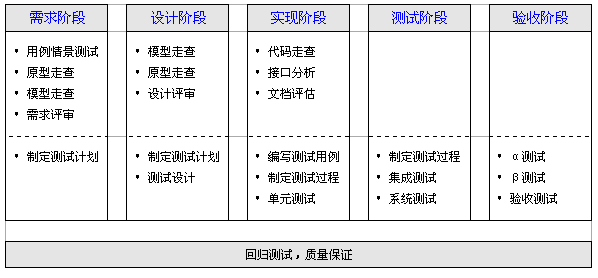 需求阶段
• 用例情景测试
• 原型走查
• 模型走查
• 需求评审
• 制定测试计划
设计阶段
• 模型走查
• 原型走查
• 设计评审
• 制定测试计划
• 测试设计
实现阶段
• 代码走查
• 接口分析
• 文档评估
• 编写测试用例
• 制定测试过程
• 单元测试
测试阶段
• 制定测试过程
• 集成测试
• 系统测试
验收阶段
• α测试
• β测试
• 验收测试
回归测试，质量保证